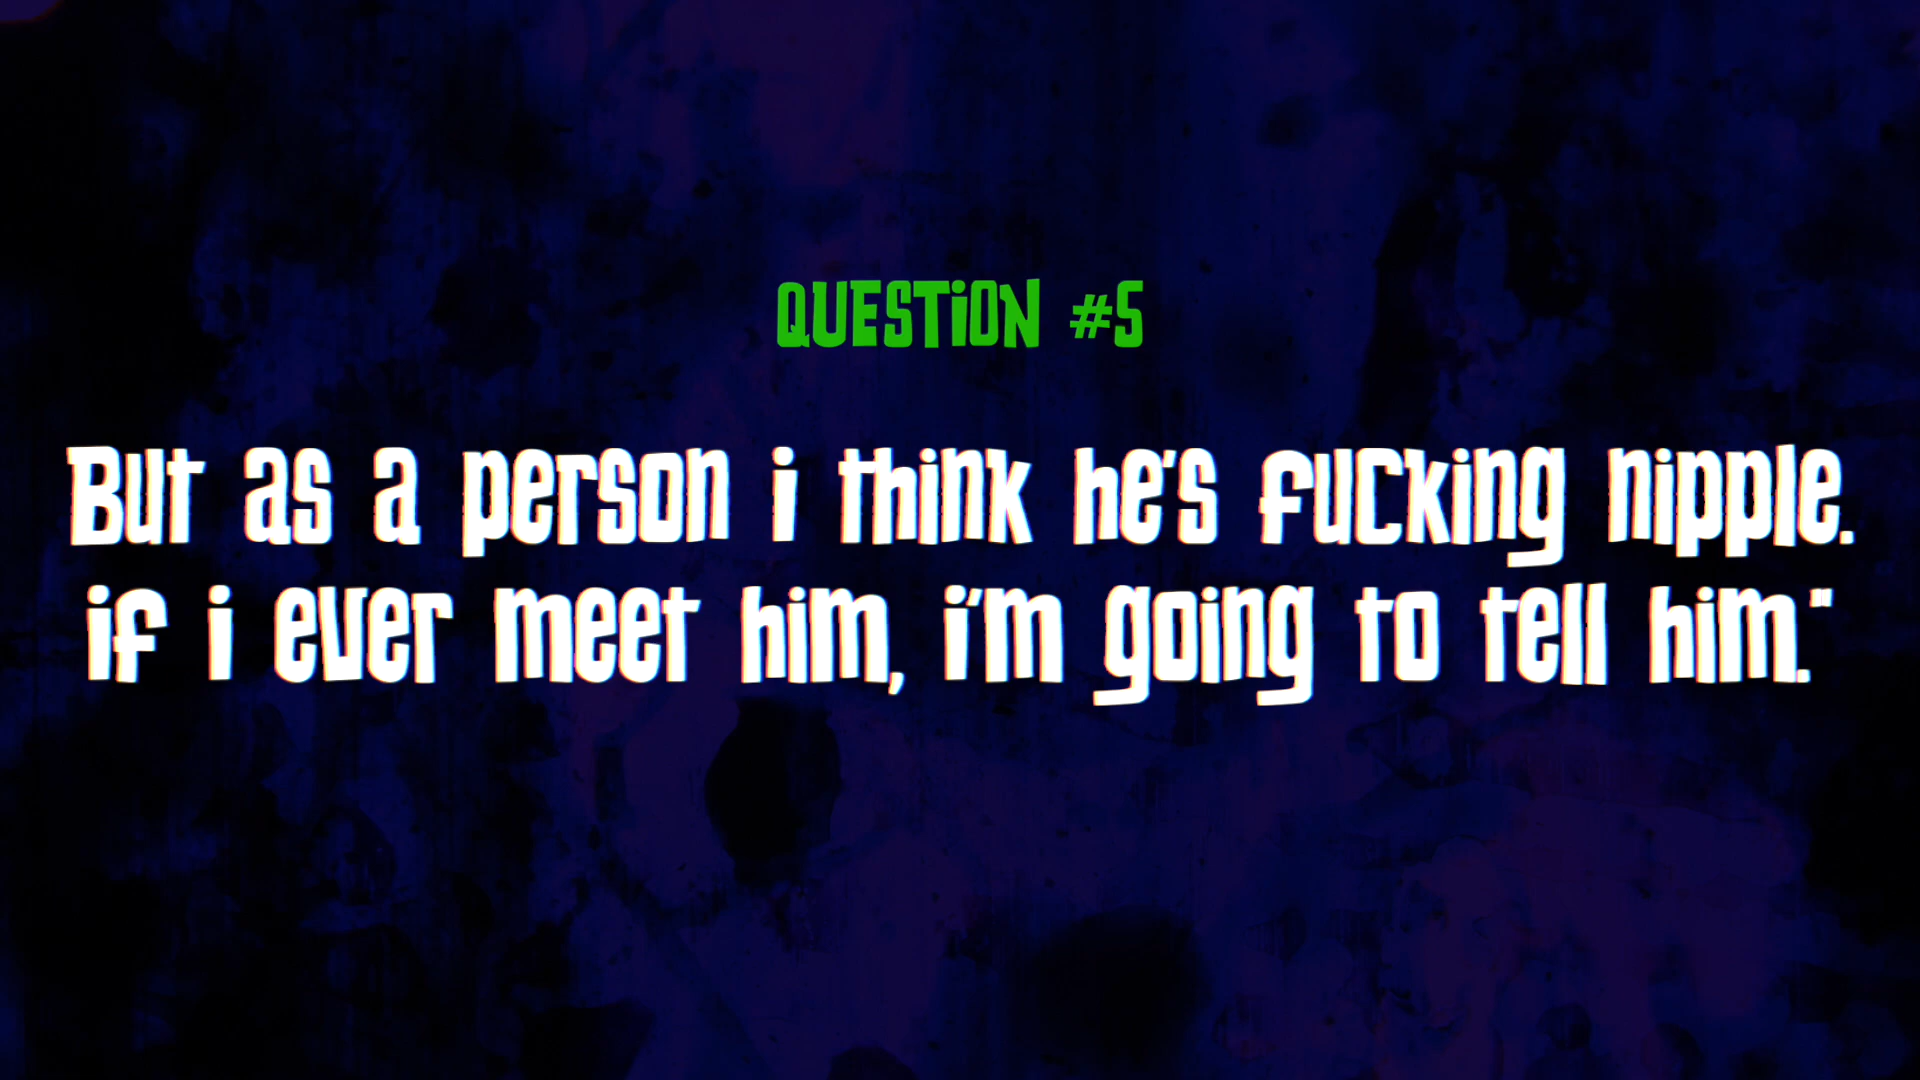 QUESTION #5
But as a person i think he's fucking nipple.
if i ever meet him, i'm going to tell him."